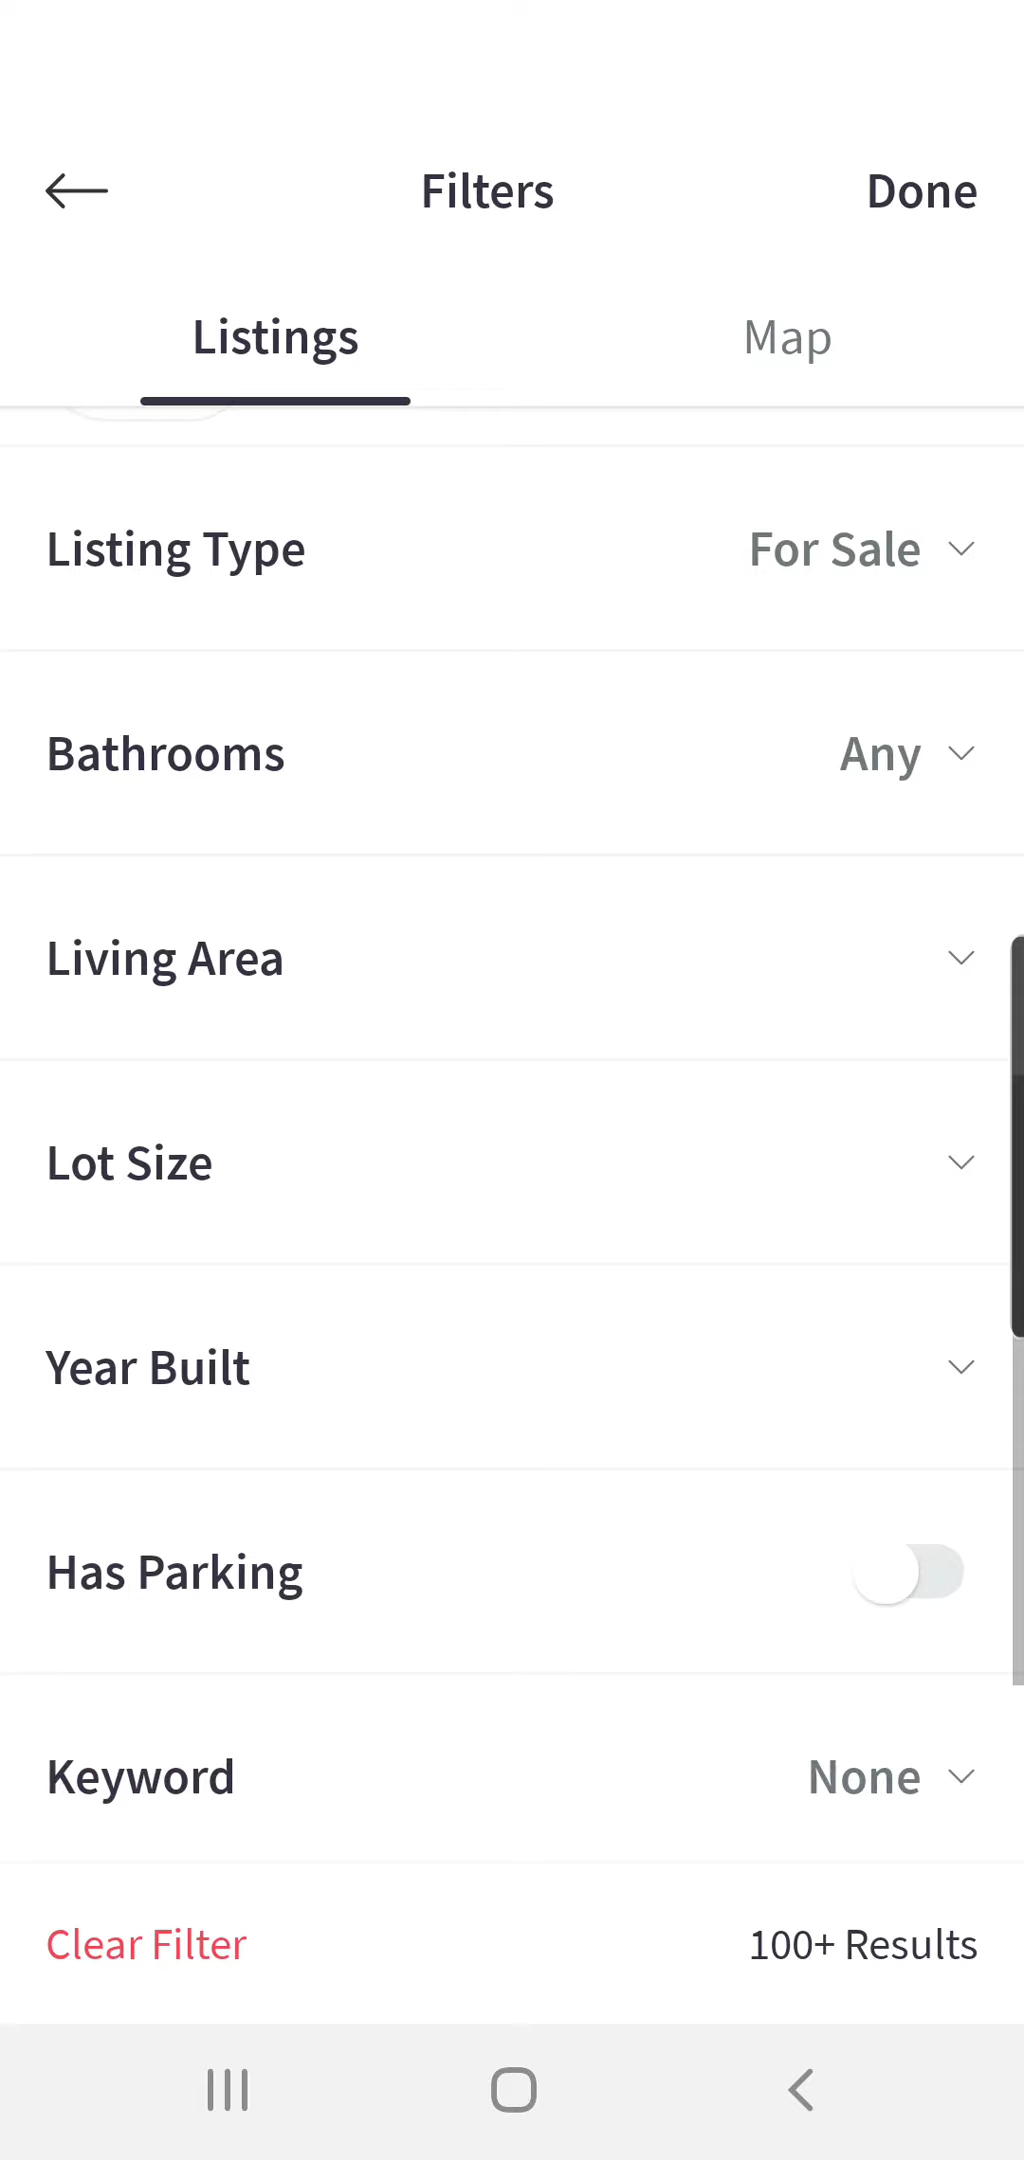 Filters
Done
Listings
Map
Listing Type
For Sale
Bathrooms
Any
Living Area
Lot Size
Year Built
Has Parking
Keyword
None
Clear Filter
100+ Results